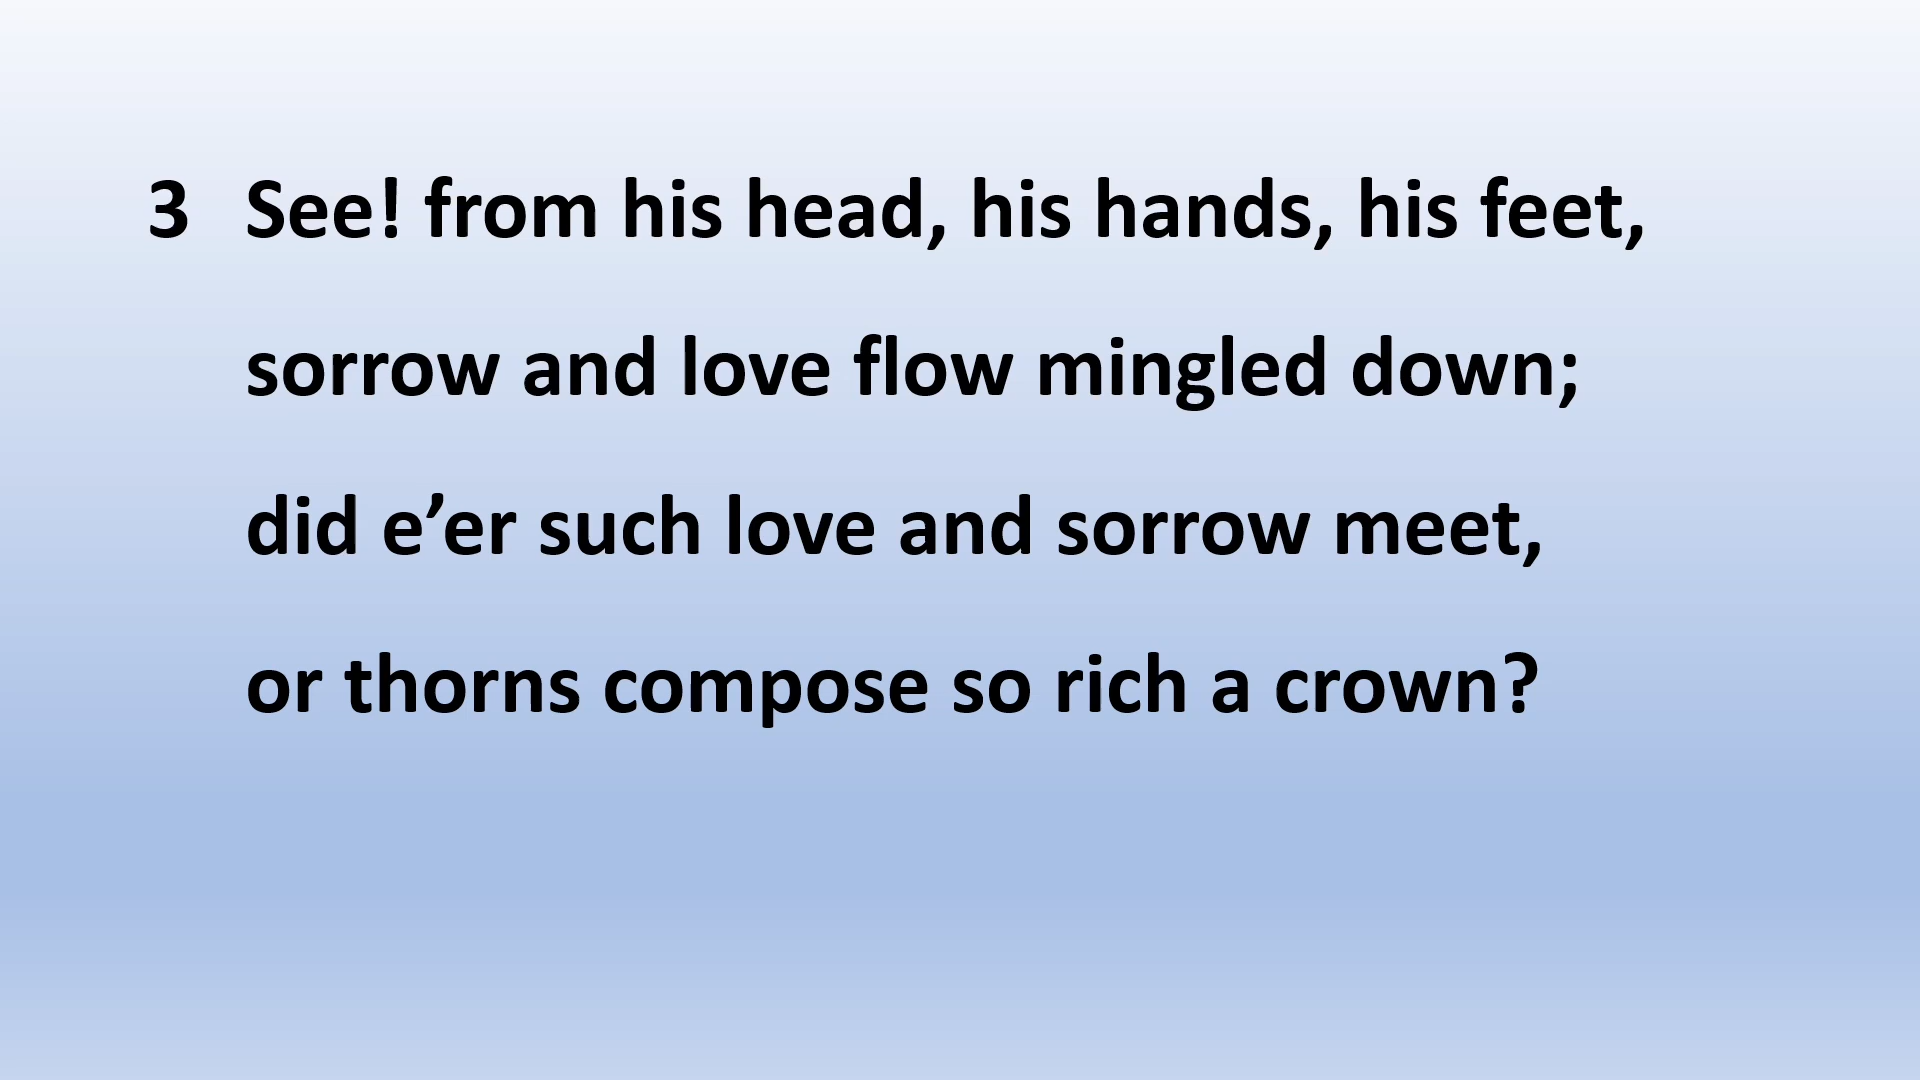 3 See! from his head, his hands, his feet,
sorrow and love flow mingled down;
did e’er such love and sorrow meet,
or thorns compose so rich a crown?